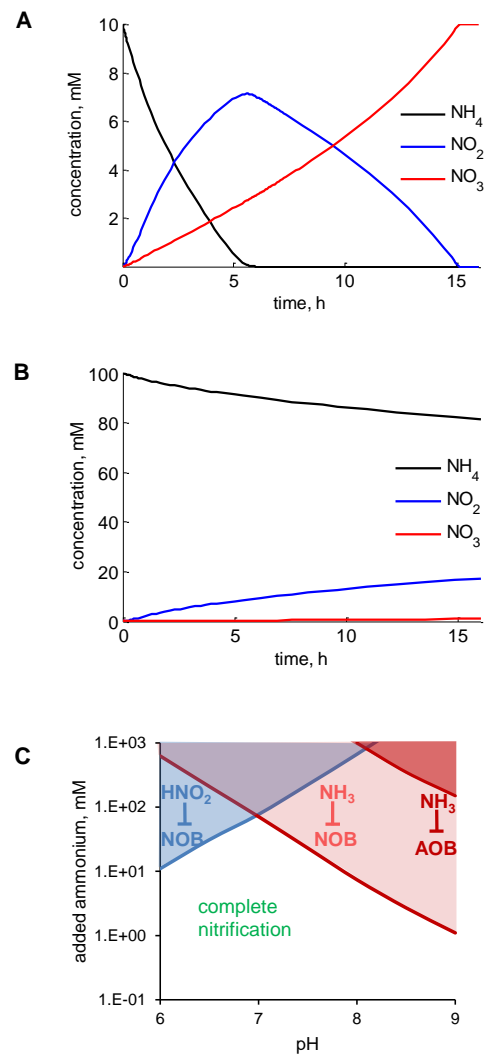 A
10
8
6
4
2
0
5
10
15
concentration, mM
time, h
NH4
NO2
NO3
B
100
80
60
40
20
0
0
5
10
15
concentration, mM
time, h
NH4
NO2
NO3
C
1.E+03
1.E+02
1.E+01
1.E+00
1.E-01
added ammonium, mM
HNO2
NOB
NH3
NOB
NH3
AOB
complete
nitrification
6
7
8
9
pH